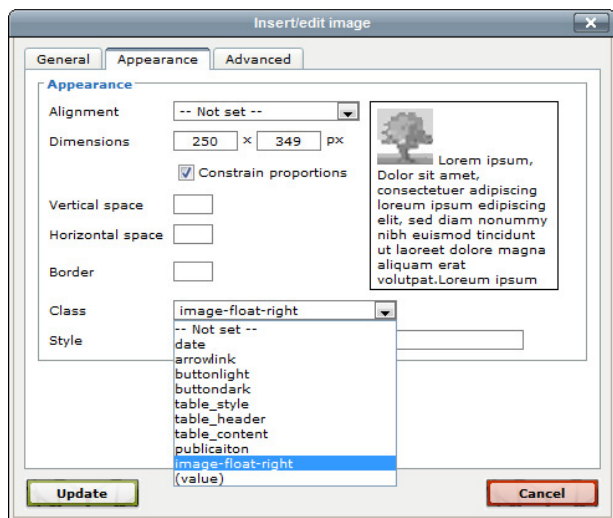 Insert/edit image
General
Appearance
Advanced
Appearance
Alignment
-- Not set --
Dimensions
250 × 349 px
Constrain proportions
Vertical space
Horizontal space
Border
Lorem ipsum,
Dolor sit amet,
consectetuer adipiscing
loreum ipsum edipiscing
elit, sed diam nonummy
nibh euismod tincidunt
ut laoreet dolore magna
aliquam erat
volutpat.Loreum ipsum
Class
image-float-right
Style
-- Not set --
date
arrowlink
buttonlight
buttondark
table_style
table_header
table_content
publicaiton
image-float-right
(value)
Update
Cancel